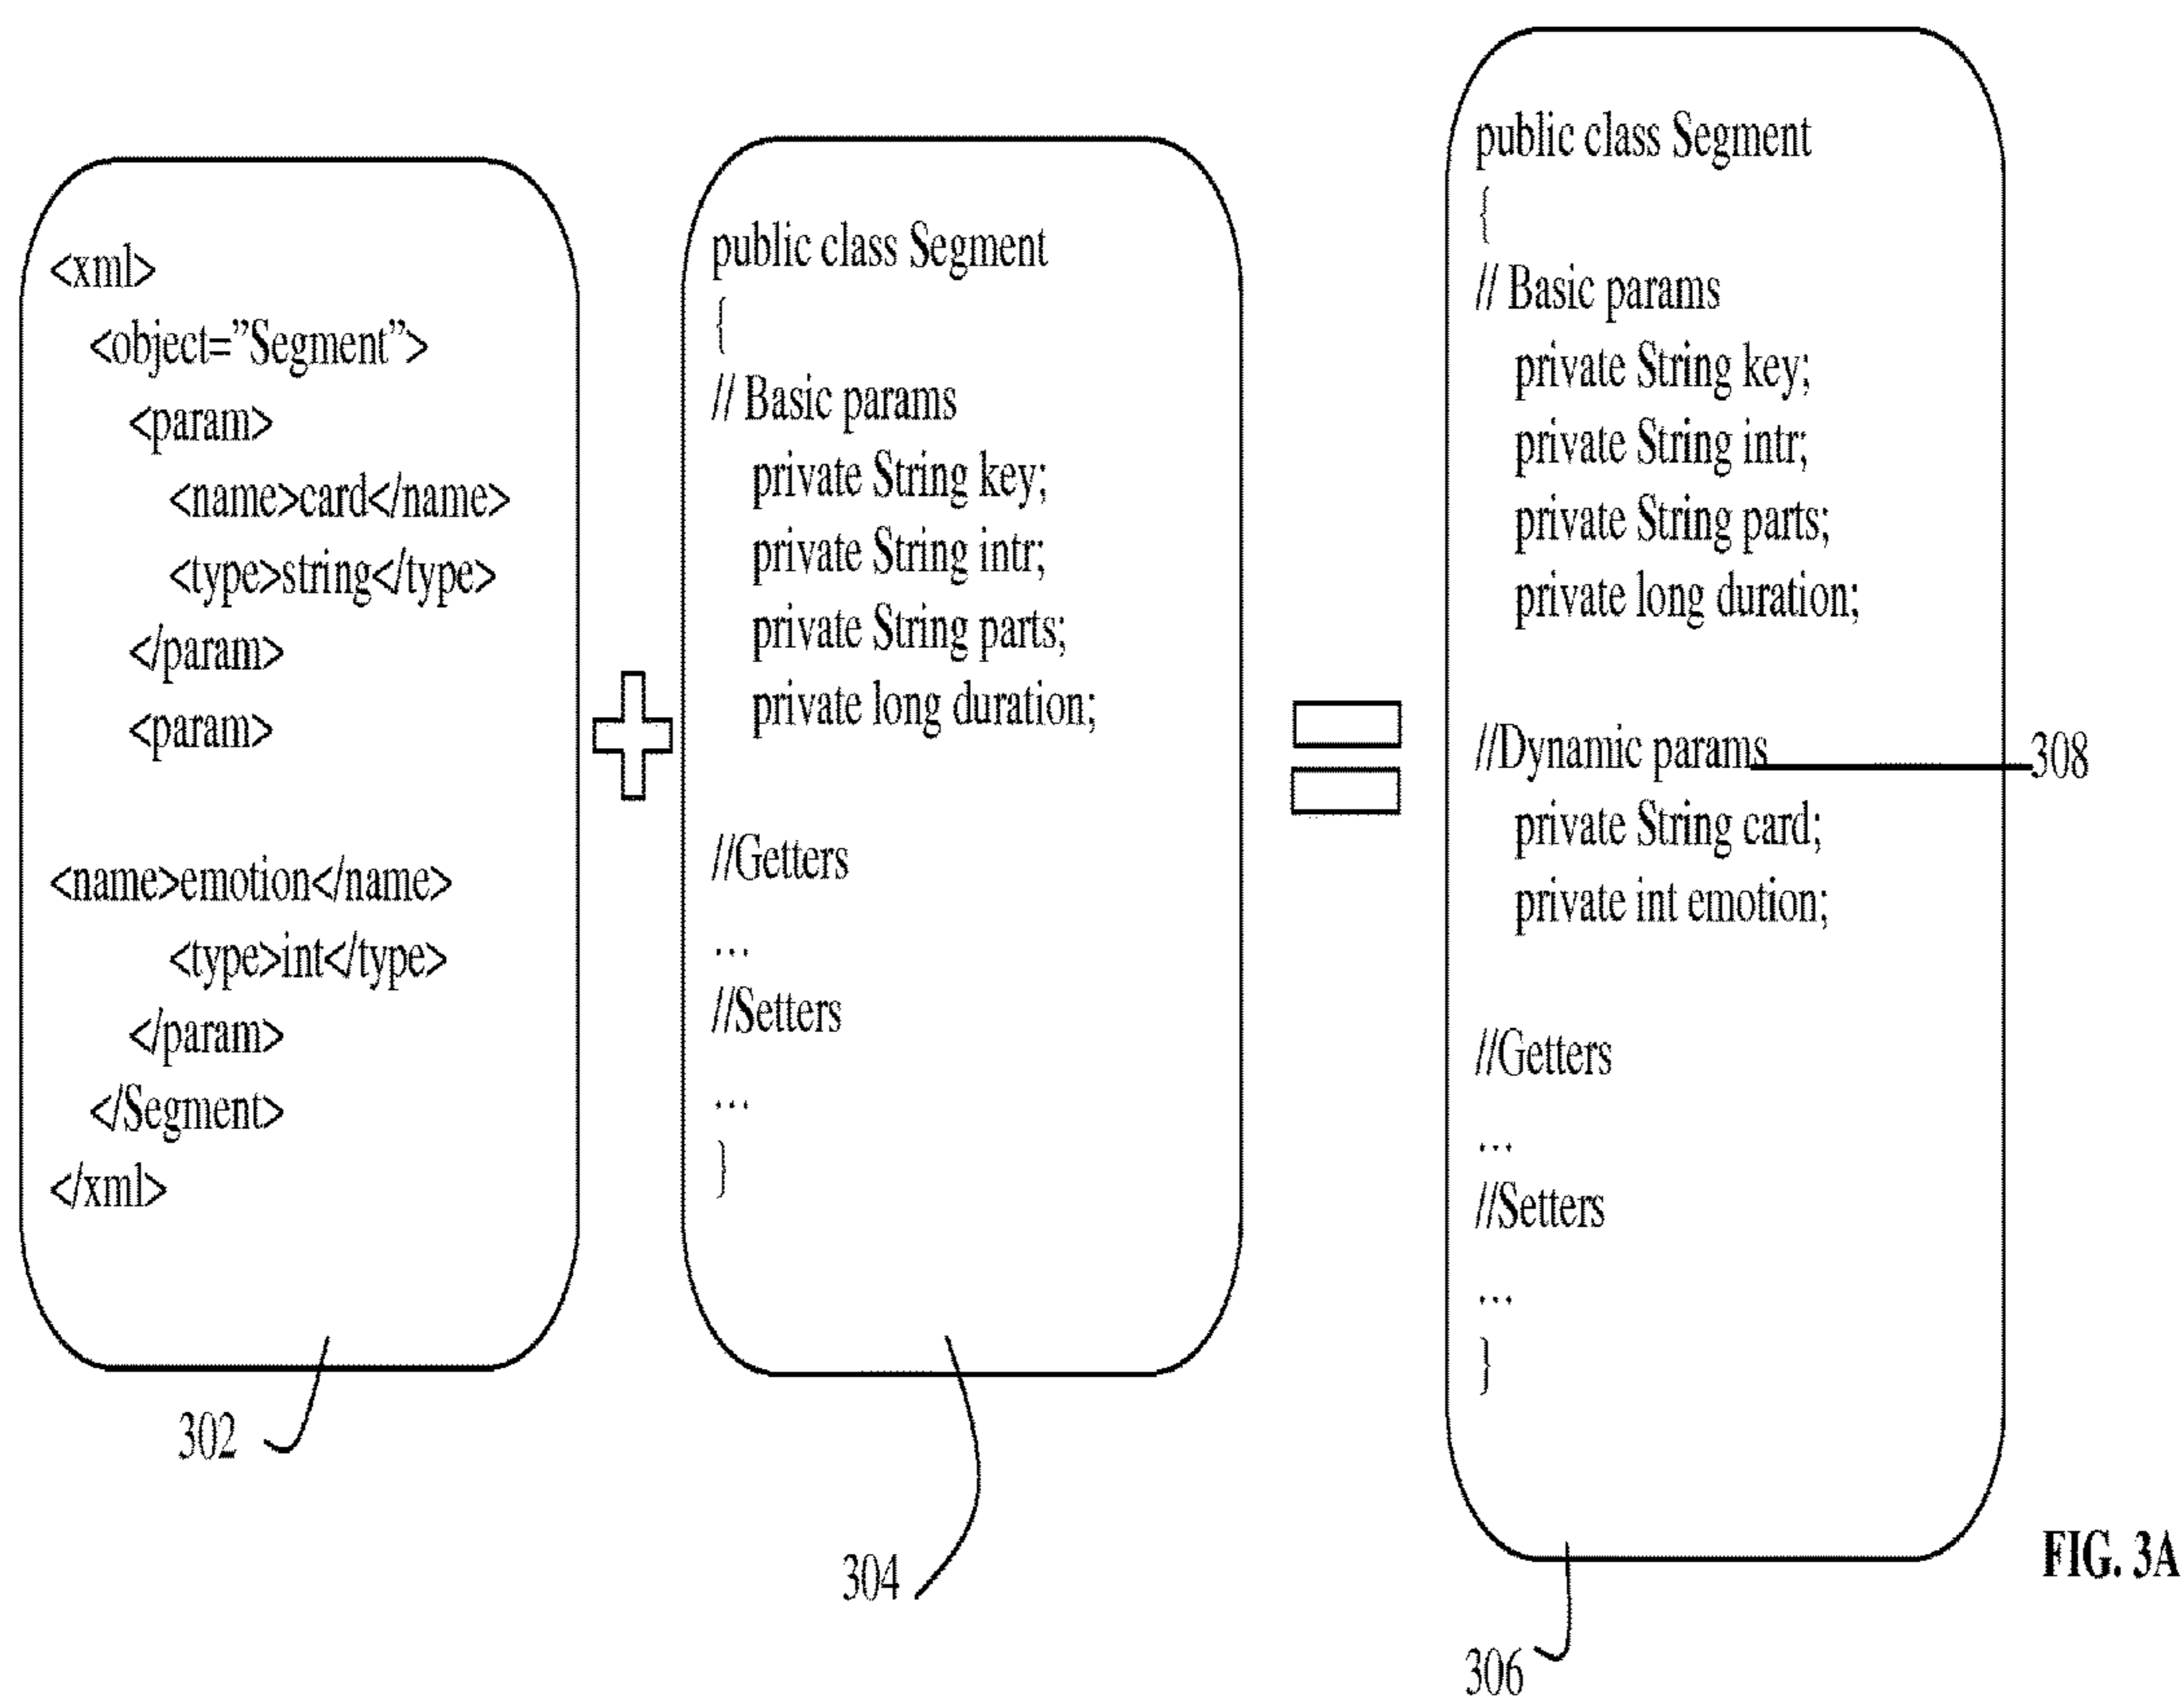 <xml>
<object=”Segment”>
<param>
<name>card</name>
<type>string</type>
</param>
<param>
<name>emotion</name>
<type>int</type>
</param>
</Segment>
</xml>
302
public class Segment
{
// Basic params
private String key;
private String intr;
private String parts;
private long duration;
//Getters
...
//Setters
...
}
304
public class Segment
{
// Basic params
private String key;
private String intr;
private String parts;
private long duration;
//Dynamic params
308
private String card;
private int emotion;
//Getters
...
//Setters
...
}
306
FIG. 3A